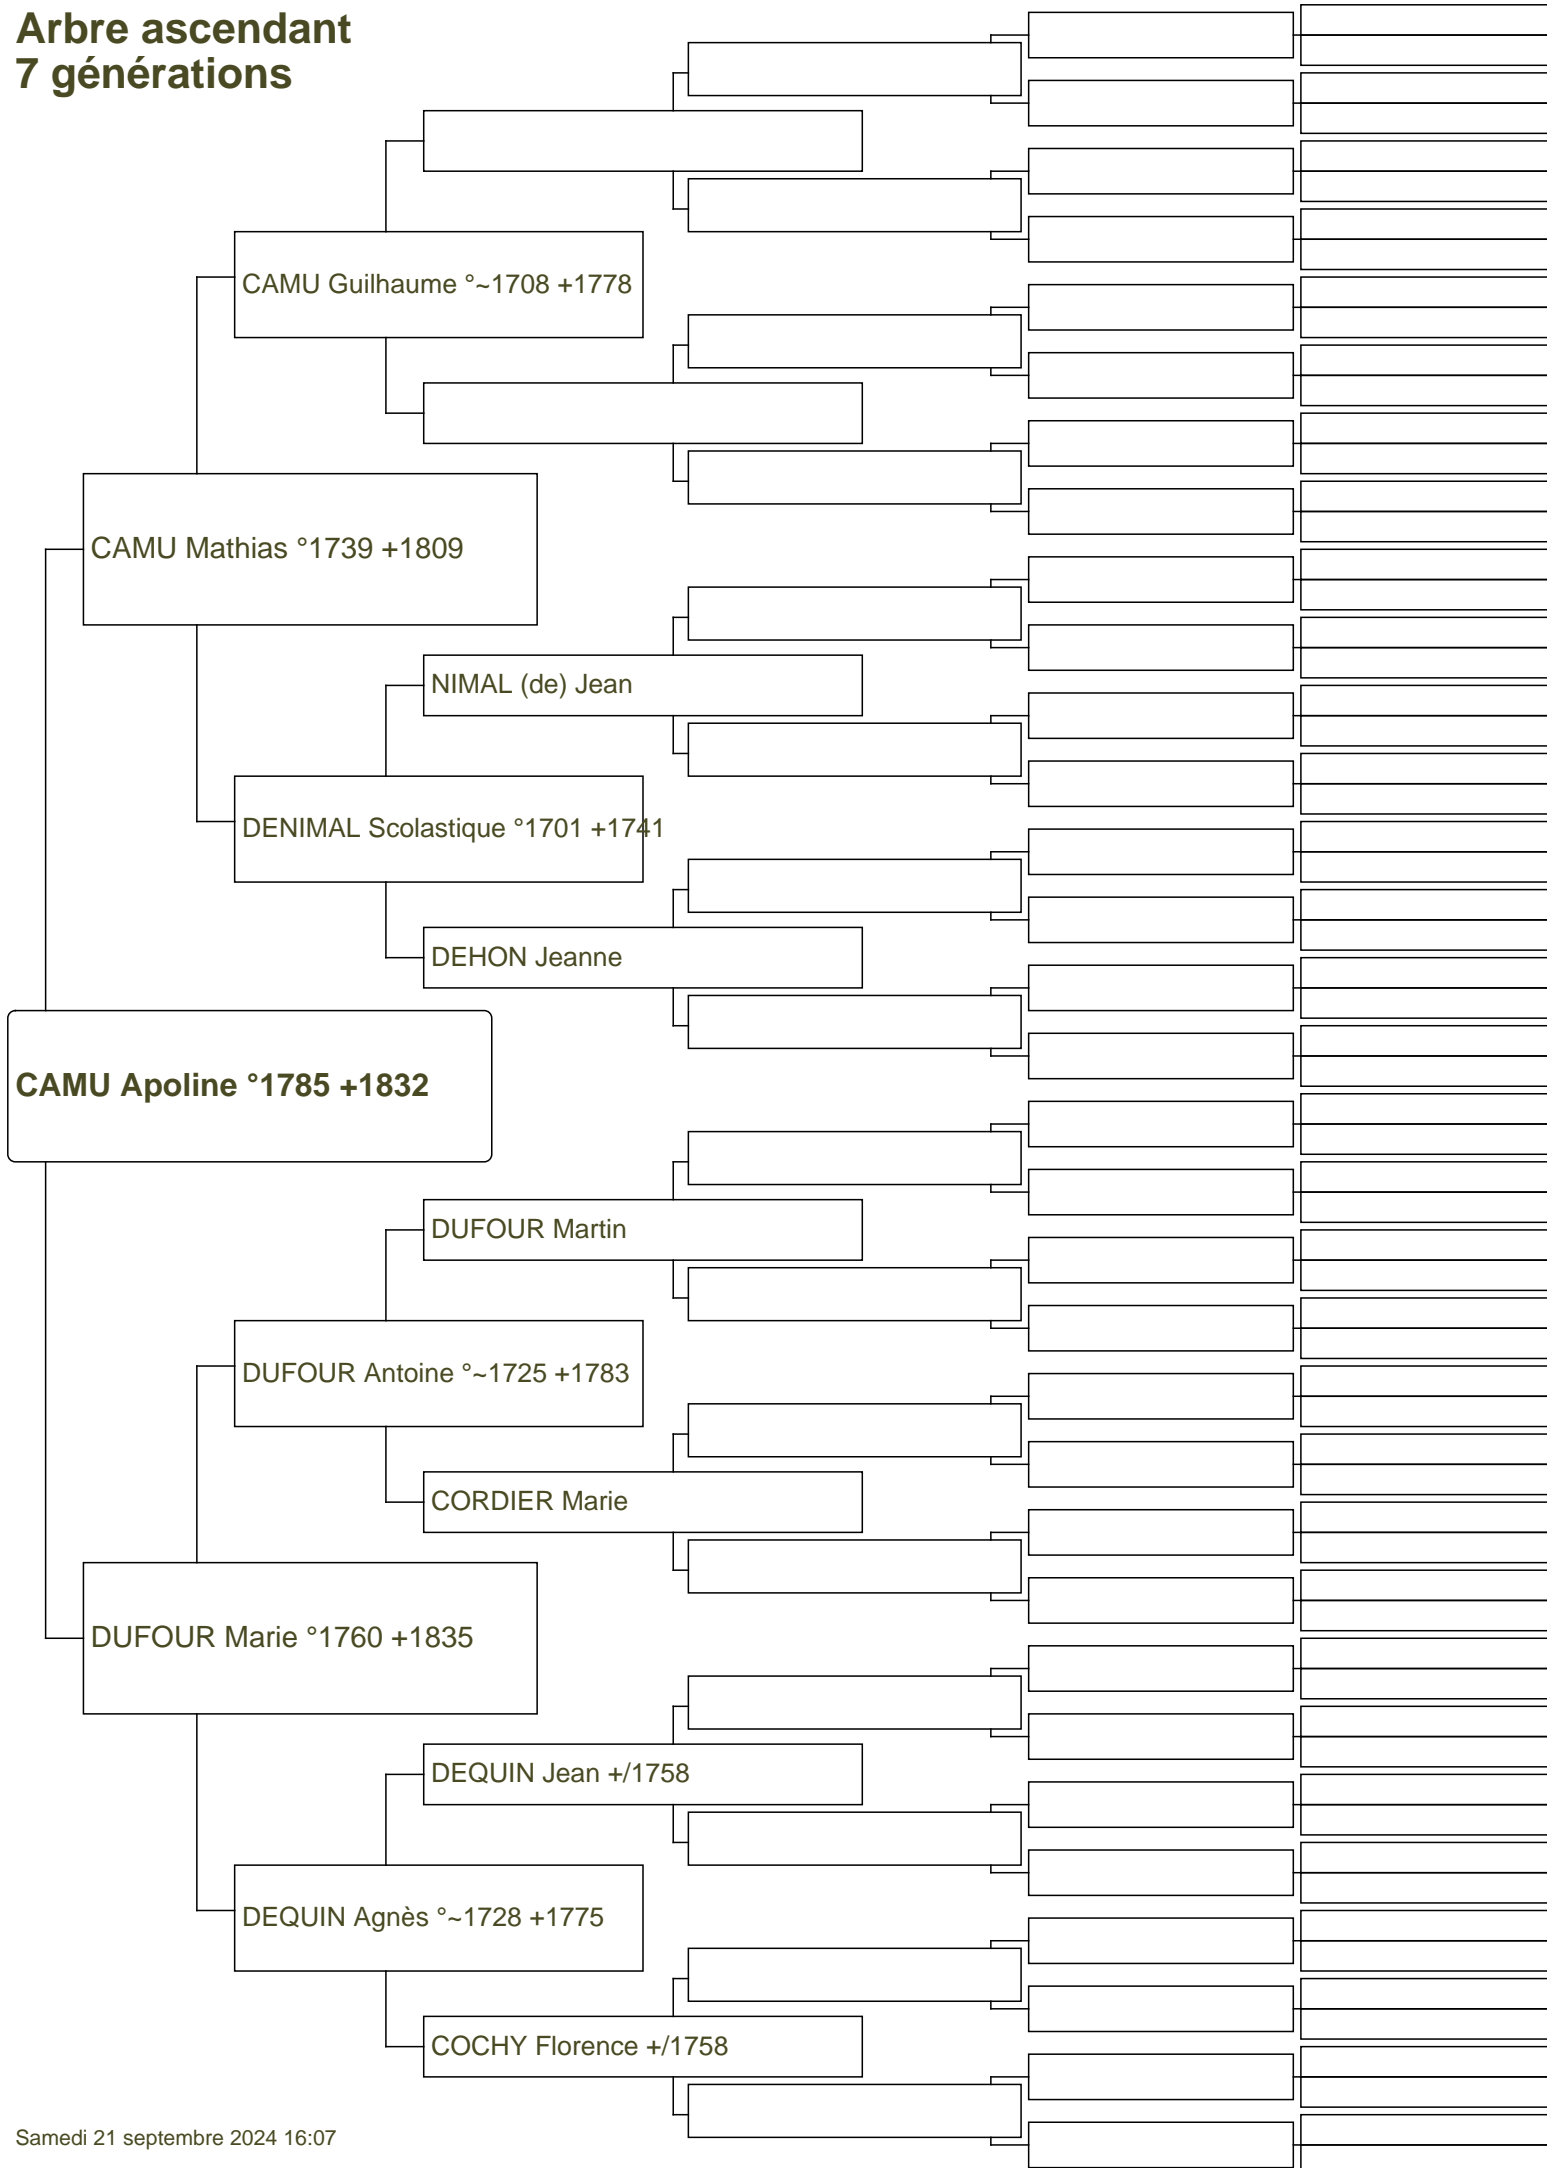 Arbre ascendant
7 générations
CAMU Guilhaume °~1708 +1778
CAMU Mathias °1739 +1809
NIMAL (de) Jean
DENIMAL Scolastique °1701 +1741
DEHON Jeanne
CAMU Apoline °1785 +1832
DUFOUR Martin
DUFOUR Antoine °~1725 +1783
CORDIER Marie
DUFOUR Marie °1760 +1835
DEQUIN Jean +/1758
DEQUIN Agnès °~1728 +1775
COCHY Florence +/1758
Samedi 21 septembre 2024 16:07